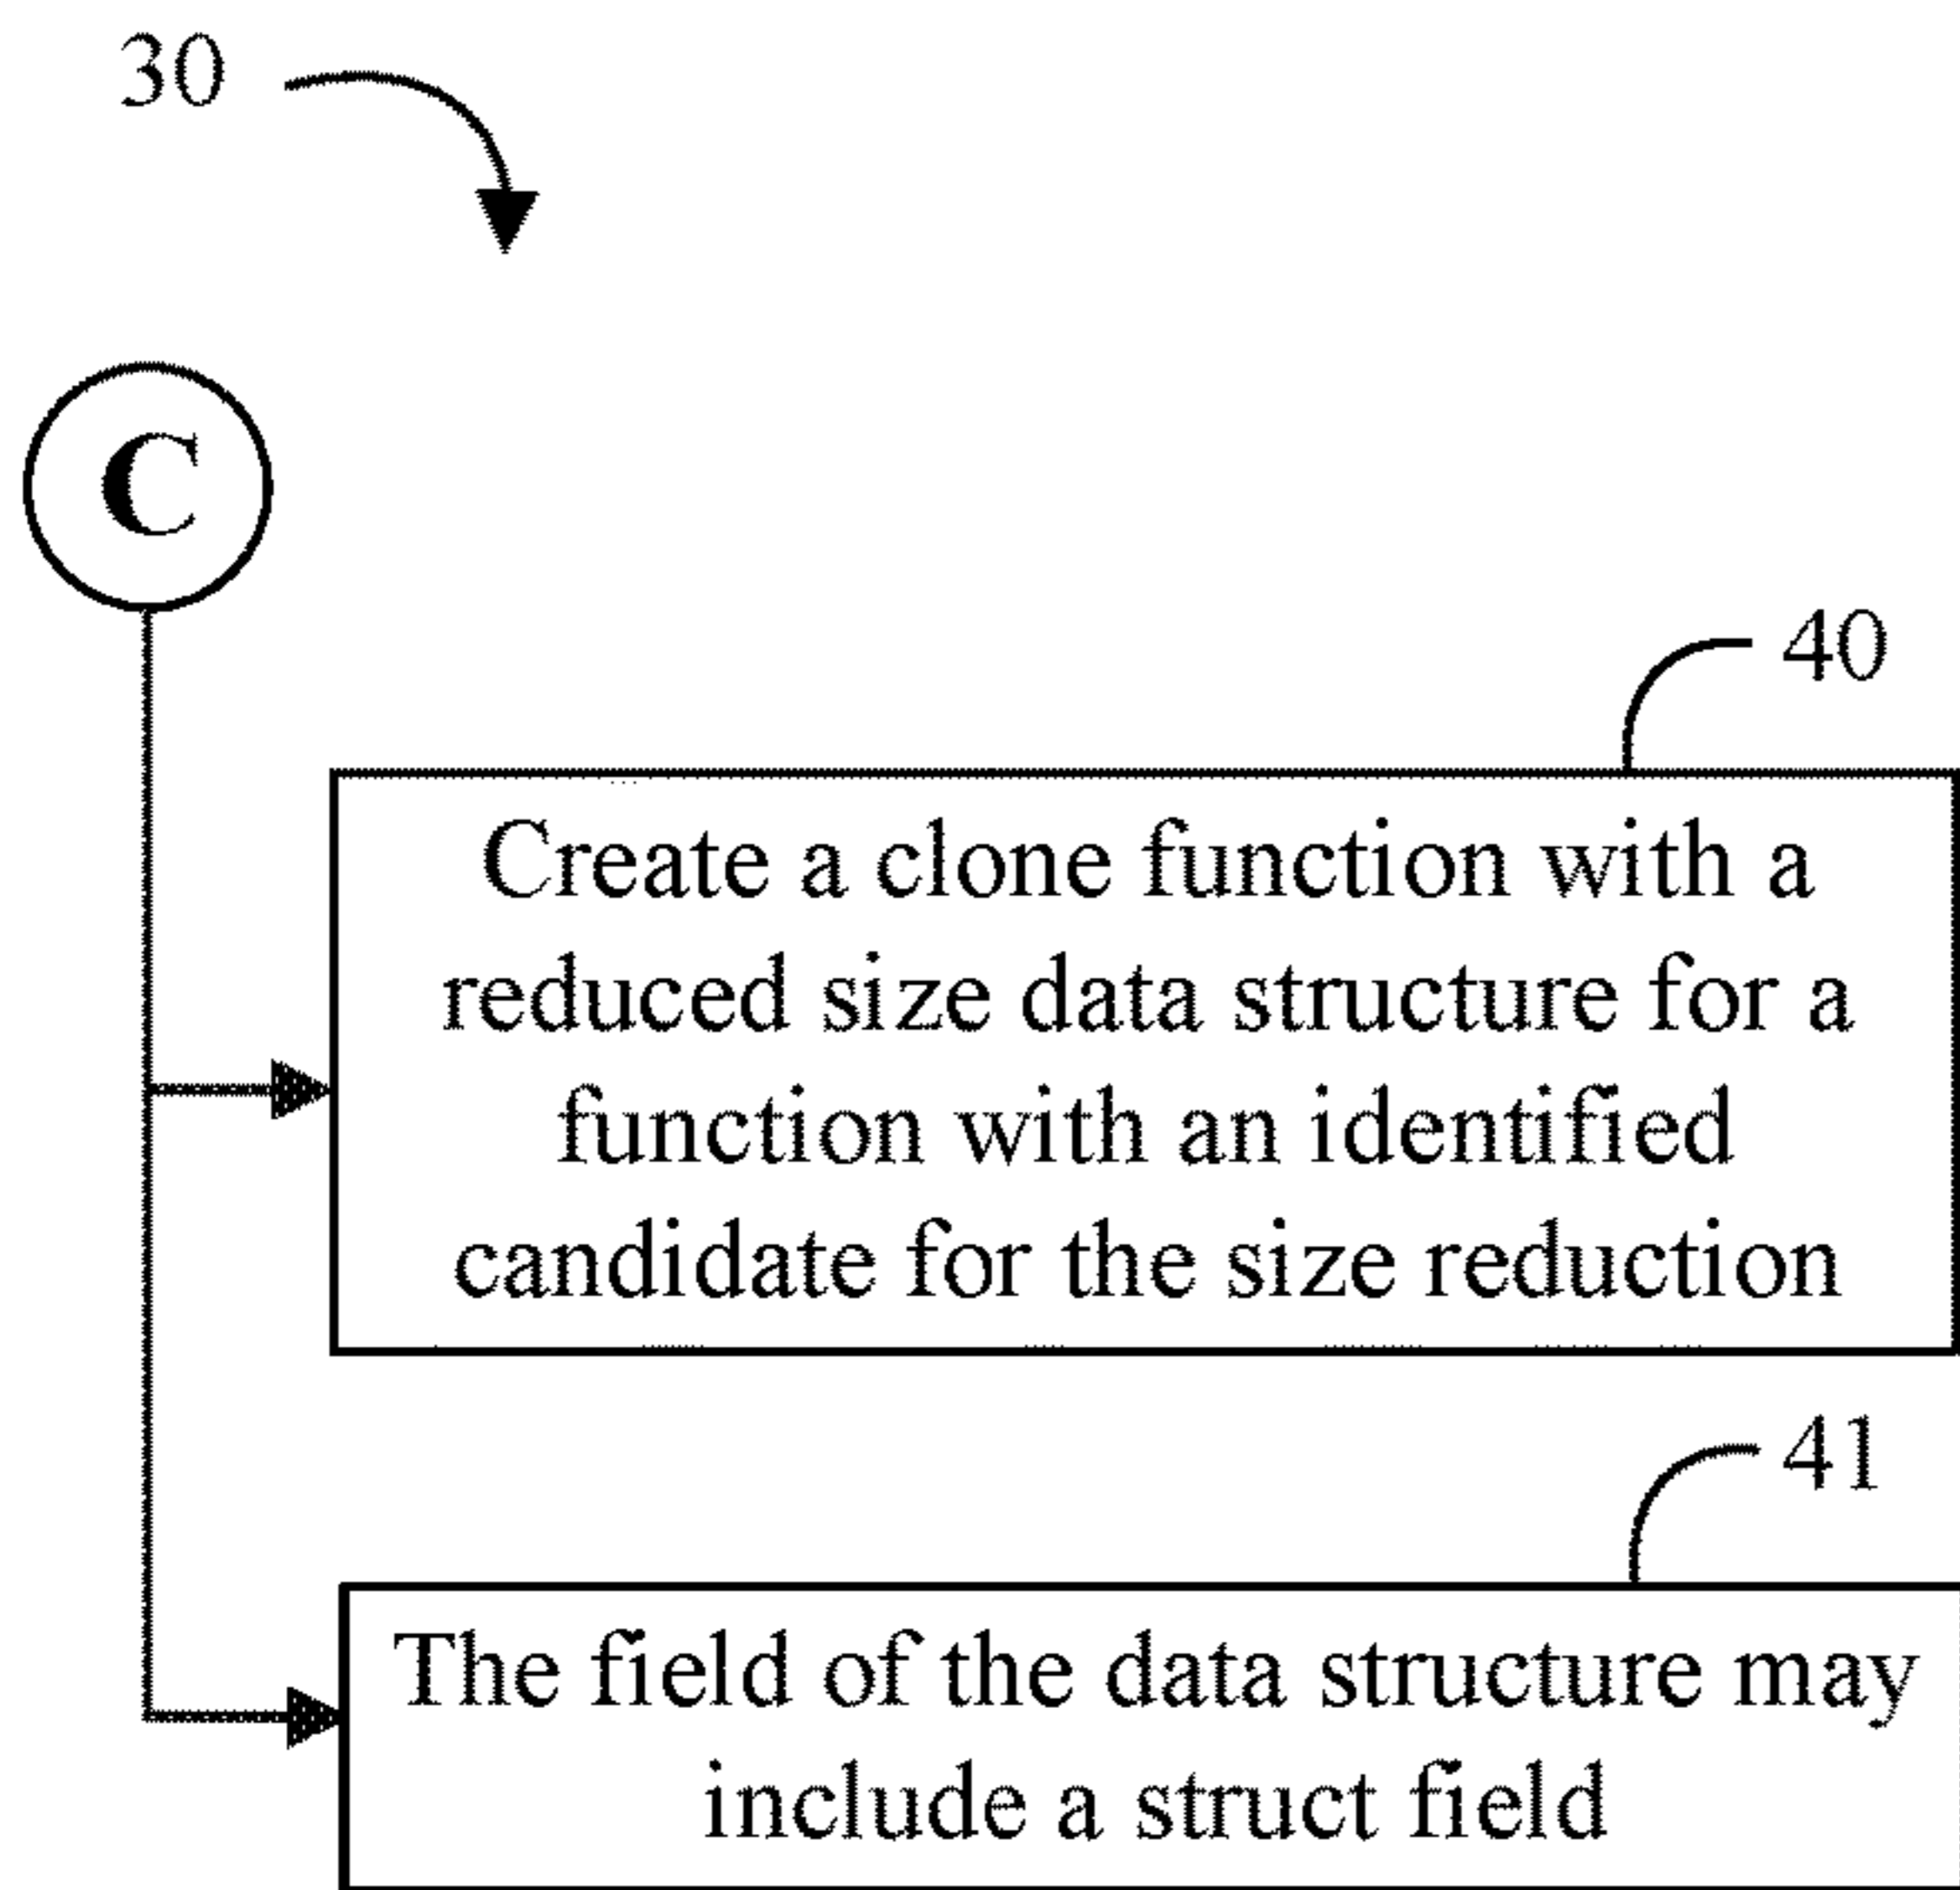 30
C
40
Create a clone function with a
reduced size data structure for a
function with an identified
candidate for the size reduction
41
The field of the data structure may
include a struct field